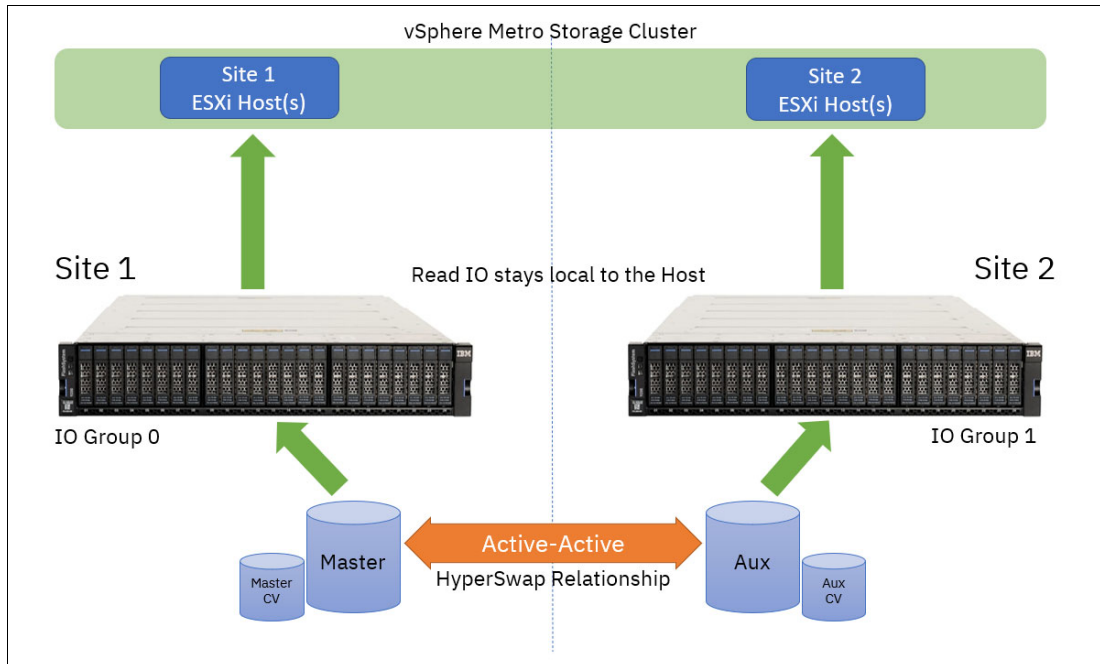 vSphere Metro Storage Cluster
Site 1
ESXi Host(s)
Site 2
ESXi Host(s)
Site 1
Read IO stays local to the Host
Site 2
IBM
IBM
IO Group 0
IO Group 1
Master
Master
CV
Active-Active
HyperSwap Relationship
Aux
Aux
CV